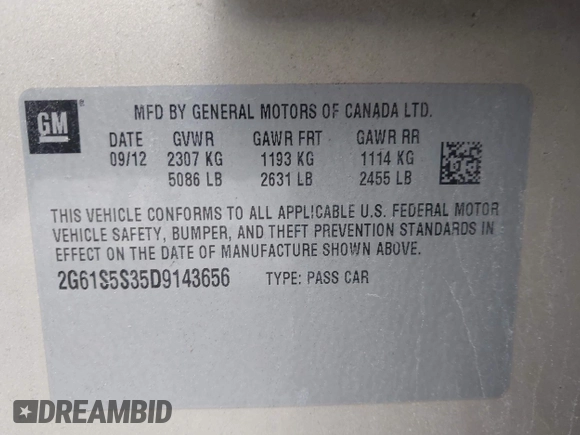 GM ®
MFD BY GENERAL MOTORS OF CANADA LTD.
DATE GVWR GAWR FRT GAWR RR
09/12 2307 KG 1193 KG 1114 KG
5086 LB 2631 LB 2455 LB
THIS VEHICLE CONFORMS TO ALL APPLICABLE U.S. FEDERAL MOTOR
VEHICLE SAFETY, BUMPER, AND THEFT PREVENTION STANDARDS IN
EFFECT ON THE DATE OF MANUFACTURE SHOWN ABOVE.
2G61S5S35D9143656 TYPE: PASS CAR
DREAMBID